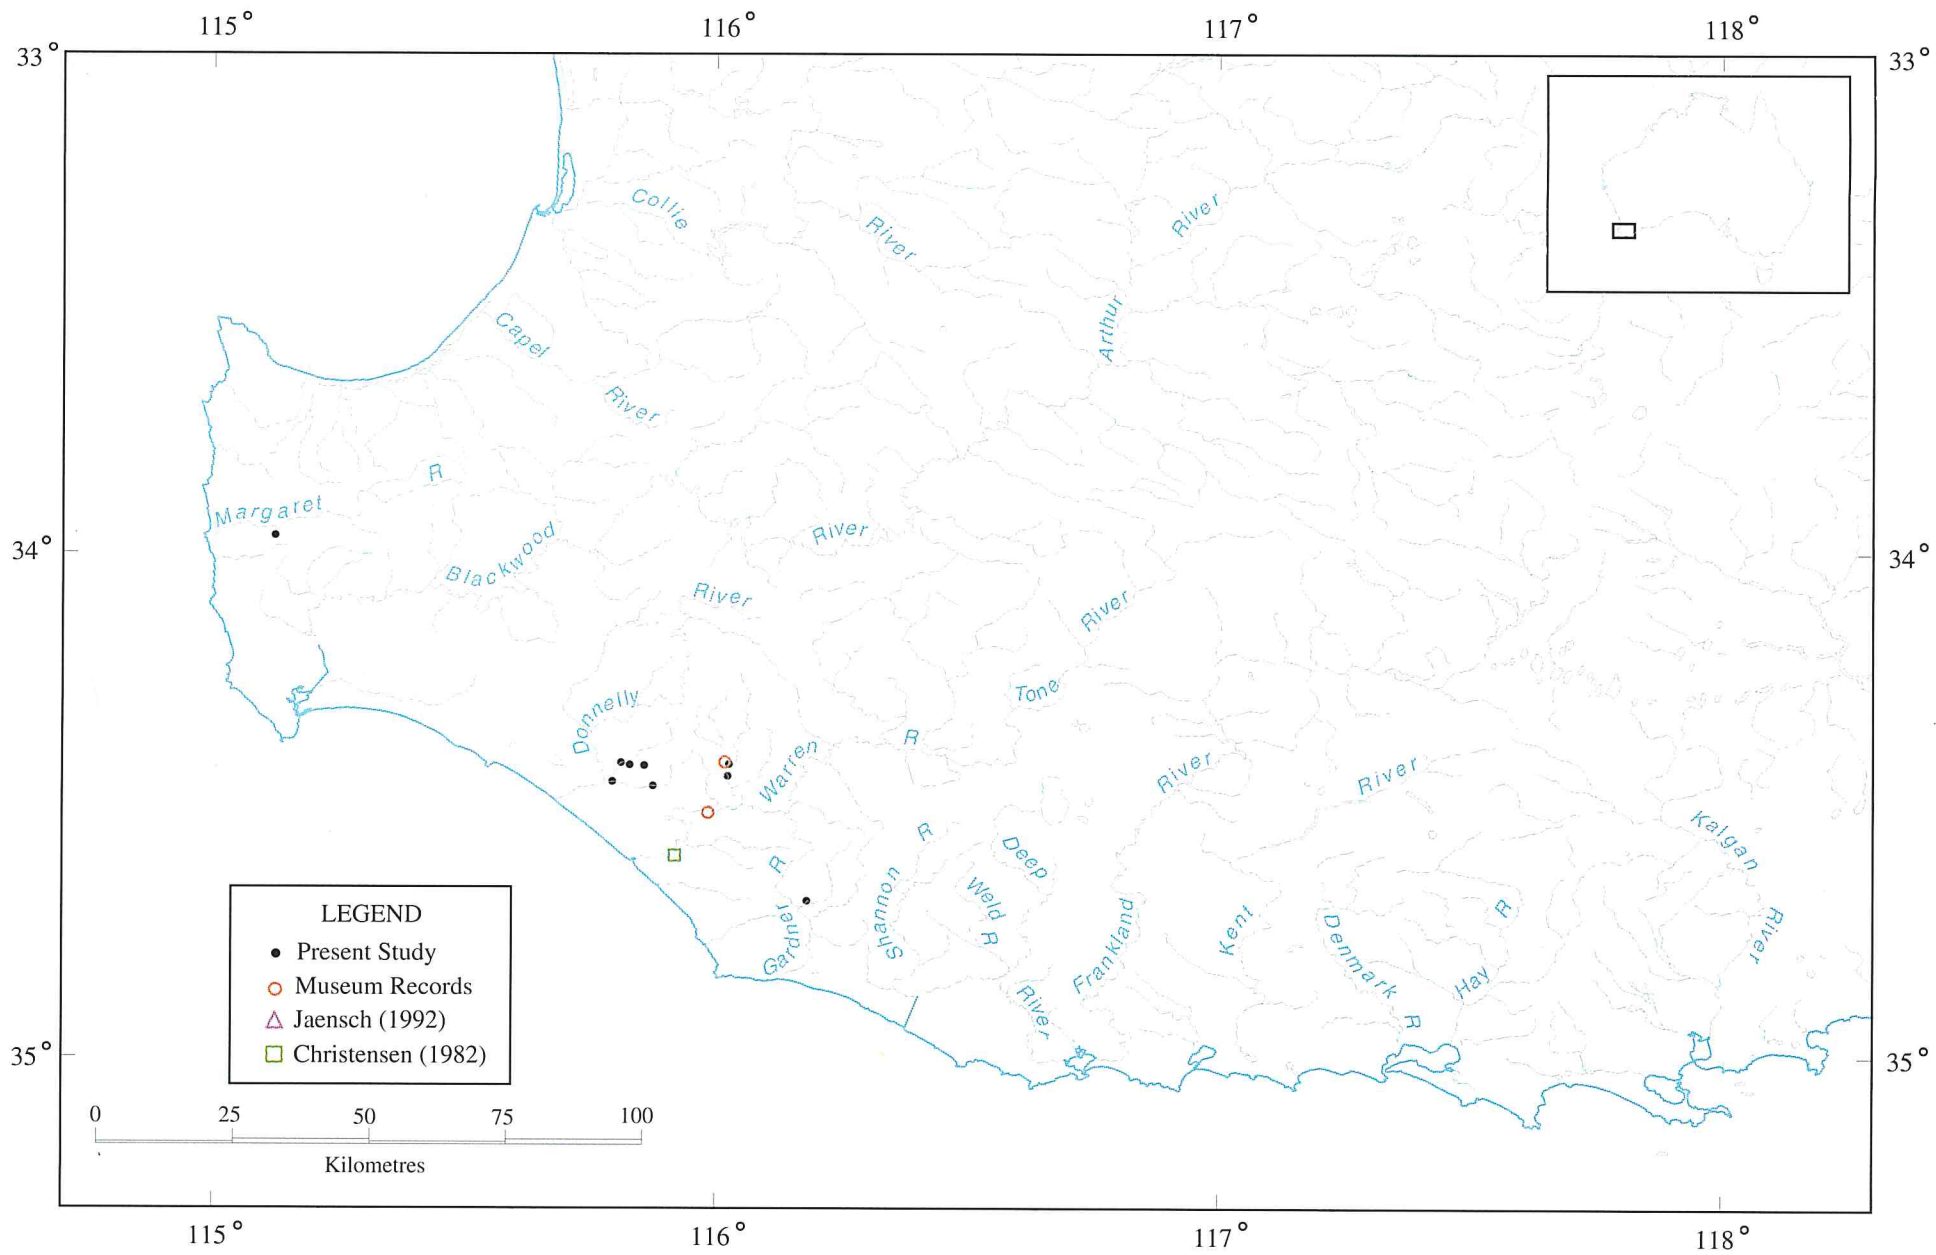 115° 116° 117° 118°
33° 33°
Collie
River
River
Arthur
Capel
River
R
Margaret
River
34° 34°
Blackwood
River
River
Tone
Donnelly
R
Warren
River
River
R
Deep
Kalgan
R
Weld
R
Shannon
Gardner
Frankland
Kent
Denmark
R
Hay
River
River
R
LEGEND
Present Study
Museum Records
Jaensch (1992)
Christensen (1982)
35° 35°
0 25 50 75 100
Kilometres
115° 116° 117° 118°